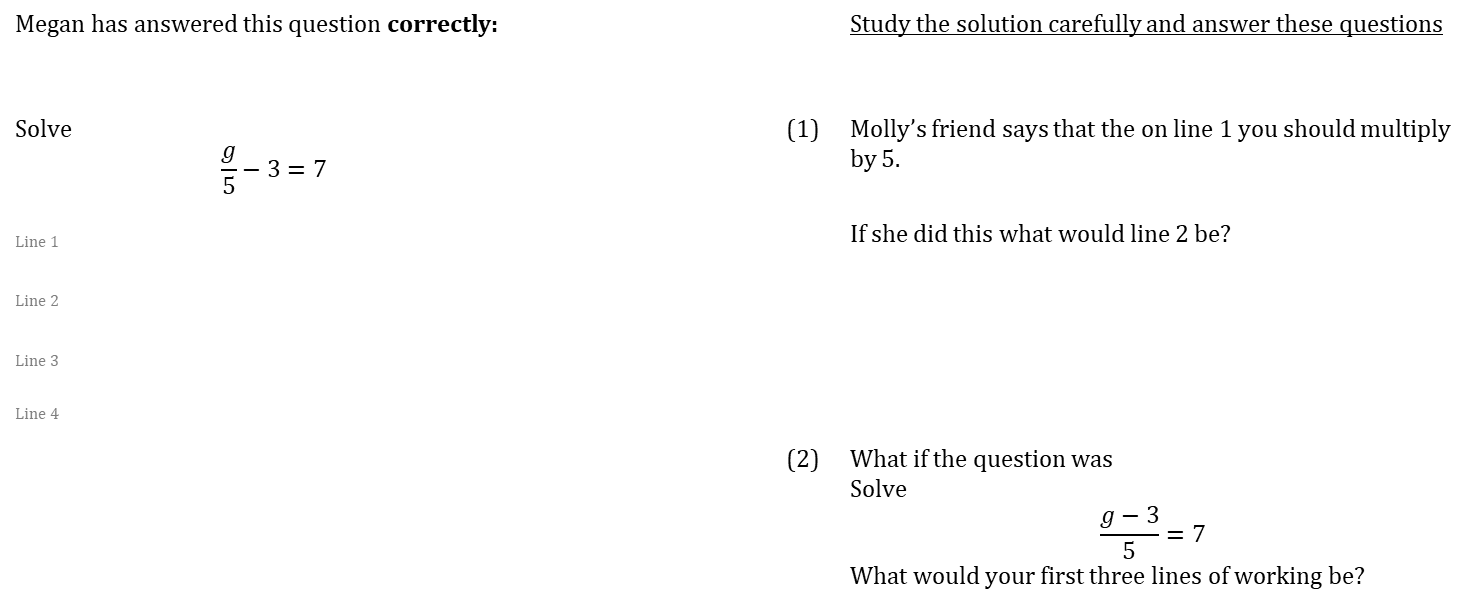 Megan has answered this question correctly:
Solve
g/5 − 3 = 7
Line 1
Line 2
Line 3
Line 4
Study the solution carefully and answer these questions
(1) Molly’s friend says that the on line 1 you should multiply
by 5.
If she did this what would line 2 be?
(2) What if the question was
Solve
(g − 3)/5 = 7
What would your first three lines of working be?